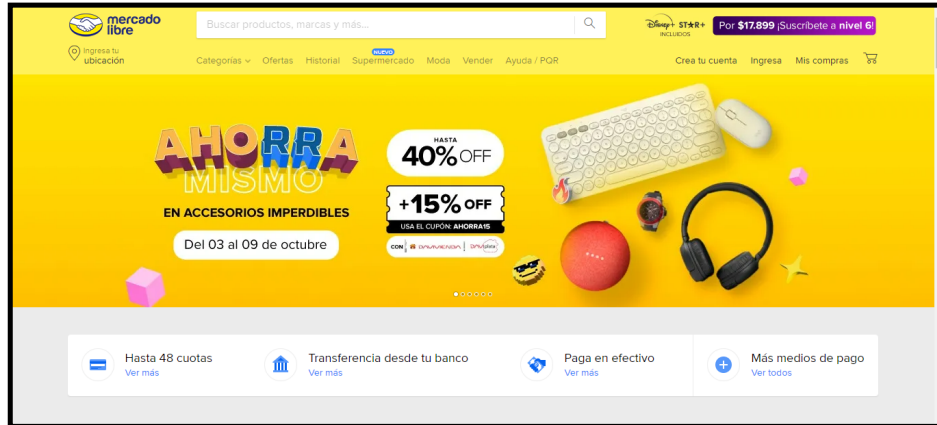 mercado
libre
Buscar productos, marcas y más...
Disney+ ST★R+
INCLUIDOS
Por $17.899 ¡Suscríbete a nivel 6!
Ingresa tu
ubicación
NUEVO
Categorías Ofertas Historial Supermercado Moda Vender Ayuda / PQR
Crea tu cuenta Ingresa Mis compras
AHORRA
MISMO
EN ACCESORIOS IMPERDIBLES
Del 03 al 09 de octubre
HASTA
40% OFF
+15% OFF
USA EL CUPÓN: AHORRA15
CON DAVIVIENDA DAVIplata
Hasta 48 cuotas
Ver más
Transferencia desde tu banco
Ver más
Paga en efectivo
Ver más
Más medios de pago
Ver todos